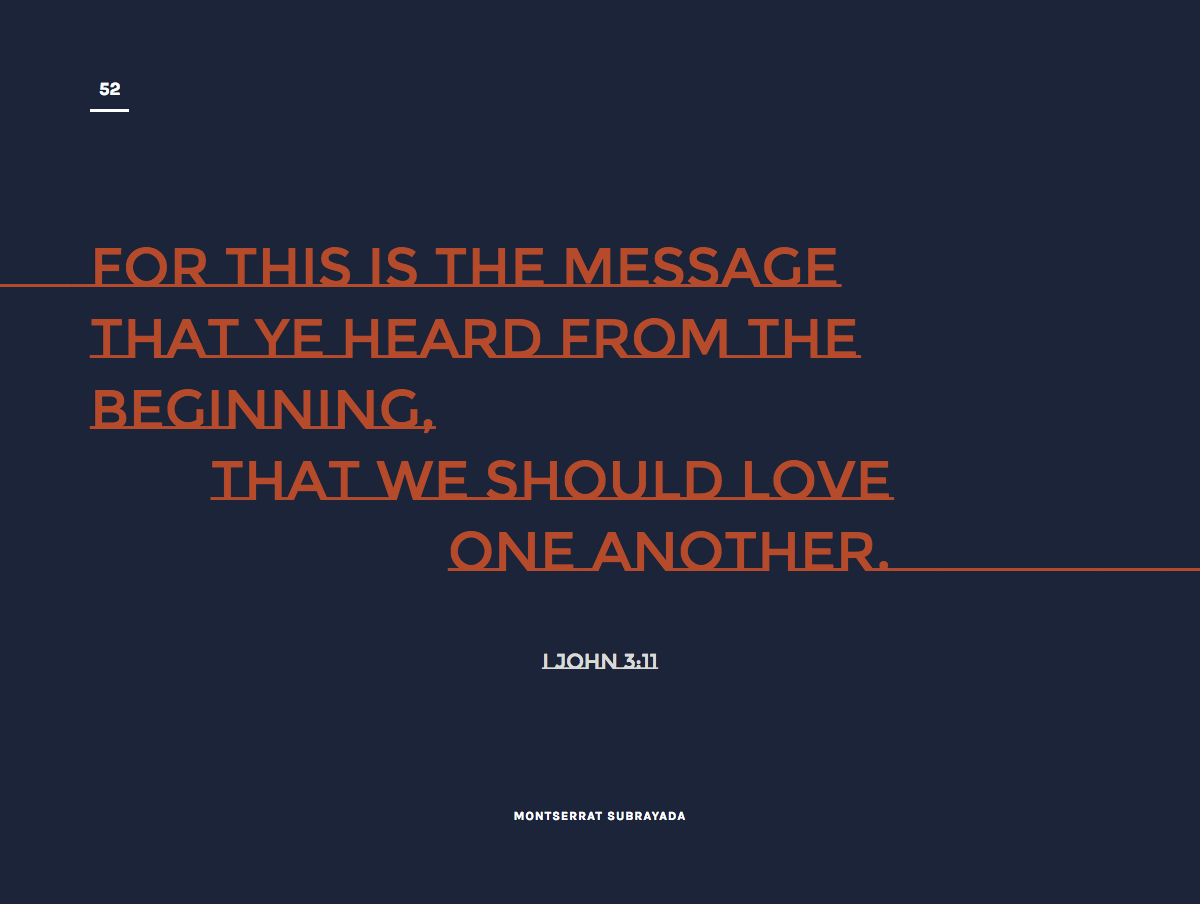 52
FOR THIS IS THE MESSAGE
THAT YE HEARD FROM THE
BEGINNING,
THAT WE SHOULD LOVE
ONE ANOTHER.
I JOHN 3:11
MONTSERRAT SUBRAYADA